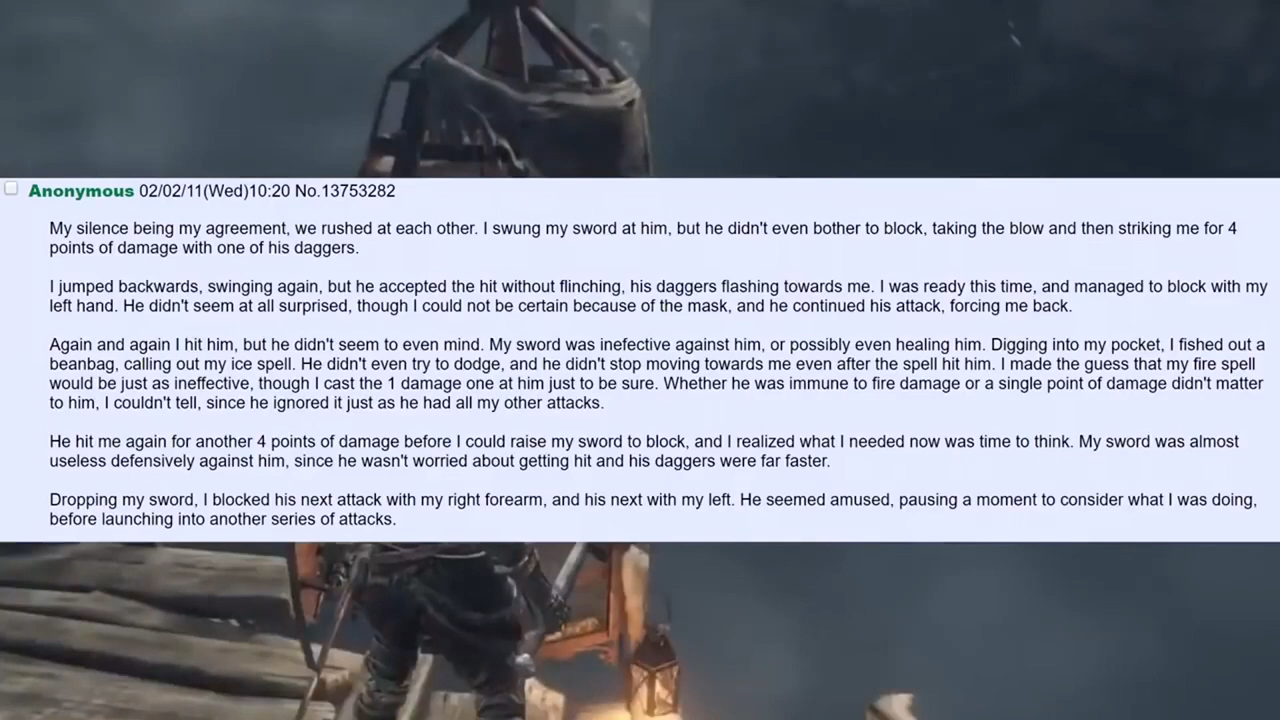 Anonymous 02/02/11(Wed)10:20 No.13753282
My silence being my agreement, we rushed at each other. I swung my sword at him, but he didn't even bother to block, taking the blow and then striking me for 4
points of damage with one of his daggers.
I jumped backwards, swinging again, but he accepted the hit without flinching, his daggers flashing towards me. I was ready this time, and managed to block with my
left hand. He didn't seem at all surprised, though I could not be certain because of the mask, and he continued his attack, forcing me back.
Again and again I hit him, but he didn't seem to even mind. My sword was inefective against him, or possibly even healing him. Digging into my pocket, I fished out a
beanbag, calling out my ice spell. He didn't even try to dodge, and he didn't stop moving towards me even after the spell hit him. I made the guess that my fire spell
would be just as ineffective, though I cast the 1 damage one at him just to be sure. Whether he was immune to fire damage or a single point of damage didn't matter
to him, I couldn't tell, since he ignored it just as he had all my other attacks.
He hit me again for another 4 points of damage before I could raise my sword to block, and I realized what I needed now was time to think. My sword was almost
useless defensively against him, since he wasn't worried about getting hit and his daggers were far faster.
Dropping my sword, I blocked his next attack with my right forearm, and his next with my left. He seemed amused, pausing a moment to consider what I was doing,
before launching into another series of attacks.